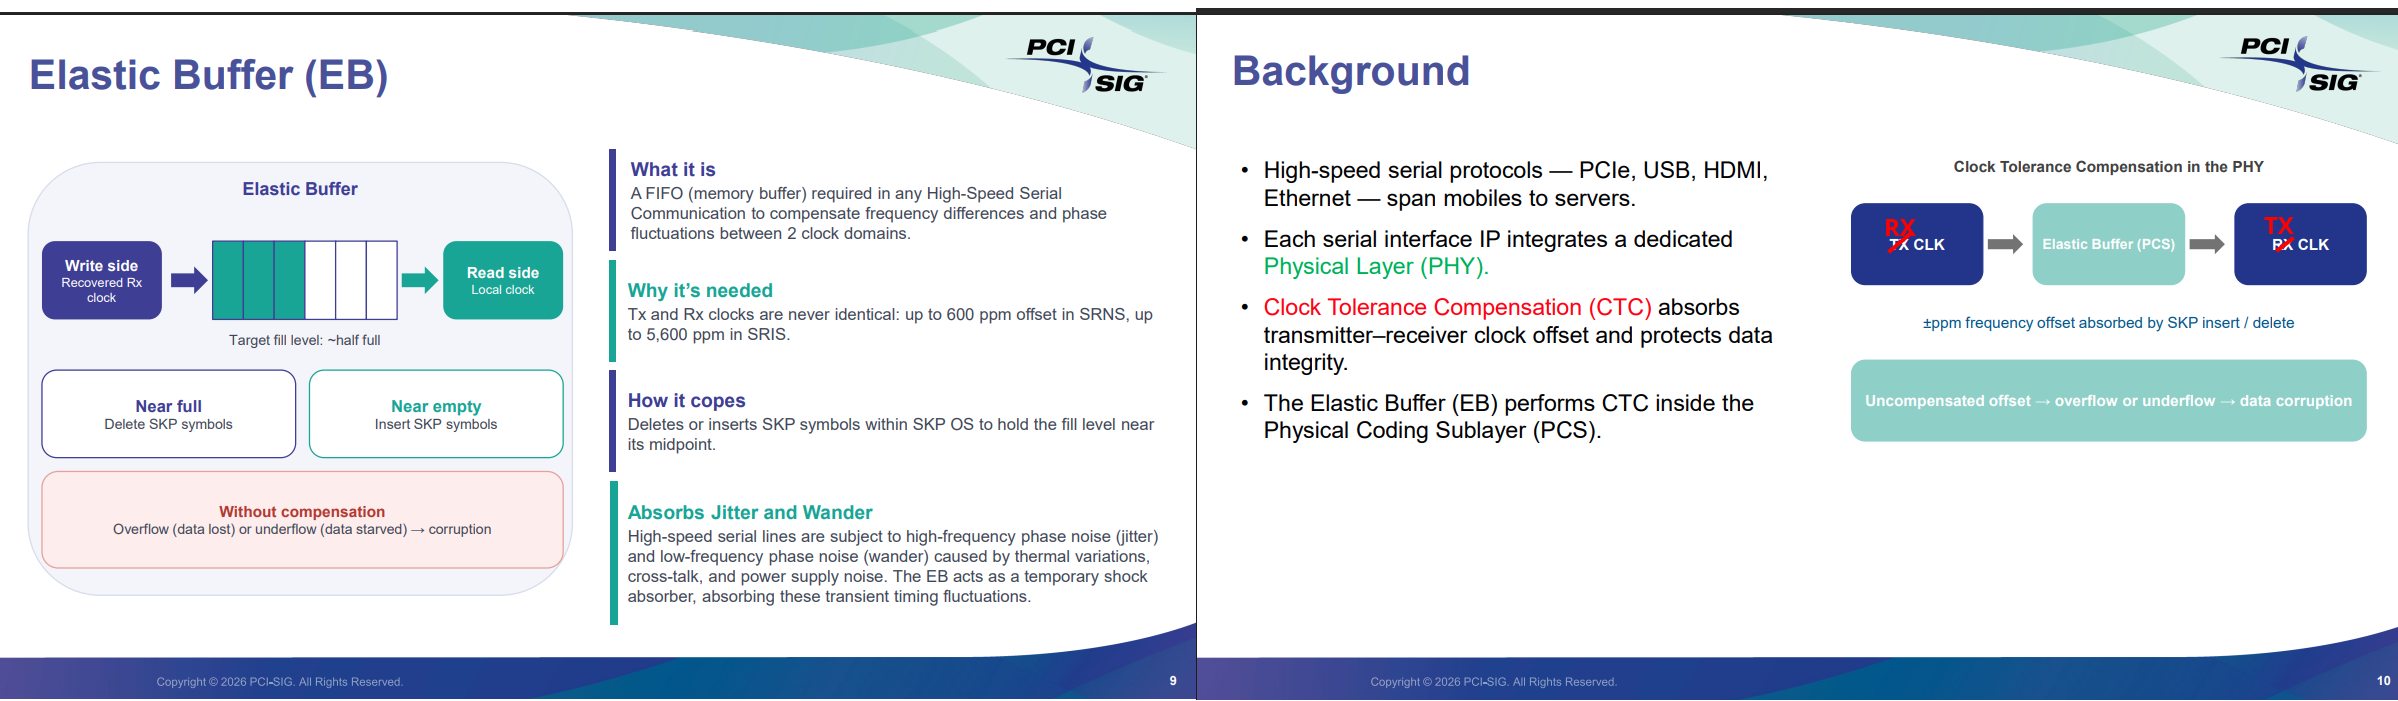 Elastic Buffer (EB)
PCI
SIG
Elastic Buffer
Write side
Recovered Rx
clock
Read side
Local clock
Target fill level: ~half full
Near full
Delete SKP symbols
Near empty
Insert SKP symbols
Without compensation
Overflow (data lost) or underflow (data starved) → corruption
What it is
A FIFO (memory buffer) required in any High-Speed Serial
Communication to compensate frequency differences and phase
fluctuations between 2 clock domains.
Why it’s needed
Tx and Rx clocks are never identical: up to 600 ppm offset in SRNS, up
to 5,600 ppm in SRIS.
How it copes
Deletes or inserts SKP symbols within SKP OS to hold the fill level near
its midpoint.
Absorbs Jitter and Wander
High-speed serial lines are subject to high-frequency phase noise (jitter)
and low-frequency phase noise (wander) caused by thermal variations,
cross-talk, and power supply noise. The EB acts as a temporary shock
absorber, absorbing these transient timing fluctuations.
Copyright © 2026 PCI-SIG. All Rights Reserved.
9
Background
PCI
SIG
• High-speed serial protocols — PCIe, USB, HDMI,
Ethernet — span mobiles to servers.
• Each serial interface IP integrates a dedicated
Physical Layer (PHY).
• Clock Tolerance Compensation (CTC) absorbs
transmitter–receiver clock offset and protects data
integrity.
• The Elastic Buffer (EB) performs CTC inside the
Physical Coding Sublayer (PCS).
Clock Tolerance Compensation in the PHY
RX
TX CLK
Elastic Buffer (PCS)
TX
RX CLK
±ppm frequency offset absorbed by SKP insert / delete
Uncompensated offset → overflow or underflow → data corruption
Copyright © 2026 PCI-SIG. All Rights Reserved.
10